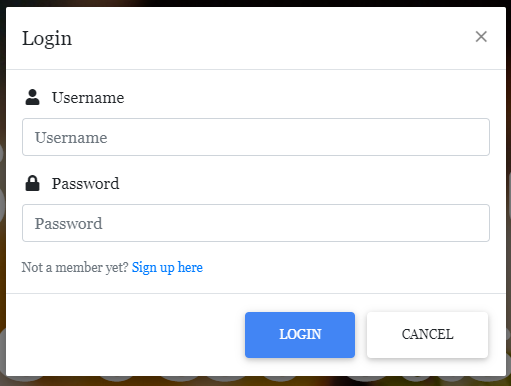 Login ×
Username
Username
Password
Password
Not a member yet? Sign up here
LOGIN CANCEL